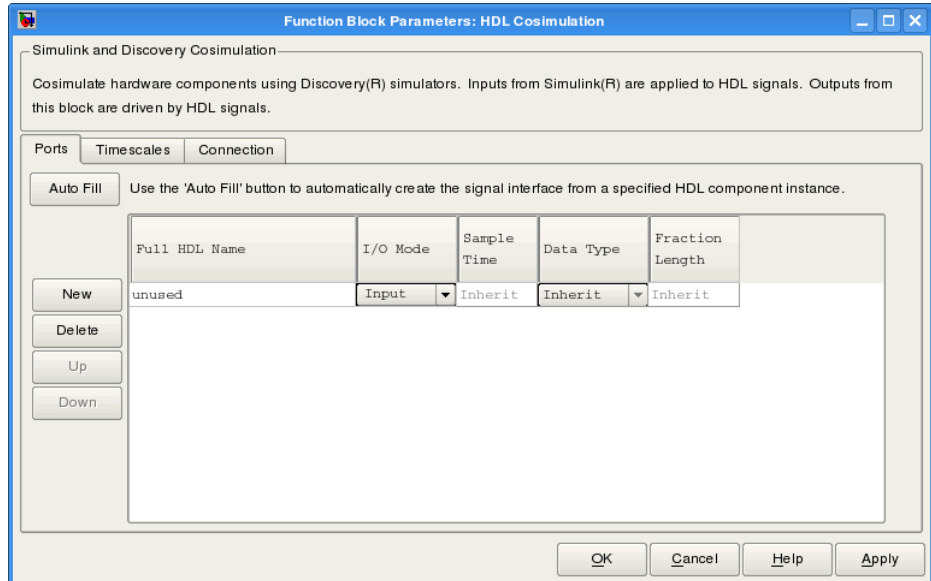 Function Block Parameters: HDL Cosimulation
Simulink and Discovery Cosimulation
Cosimulate hardware components using Discovery(R) simulators. Inputs from Simulink(R) are applied to HDL signals. Outputs from
this block are driven by HDL signals.
Ports Timescales Connection
Auto Fill Use the 'Auto Fill' button to automatically create the signal interface from a specified HDL component instance.
Full HDL Name I/O Mode Sample Time Data Type Fraction Length
New unused Input Inherit Inherit Inherit
Delete
Up
Down
OK Cancel Help Apply